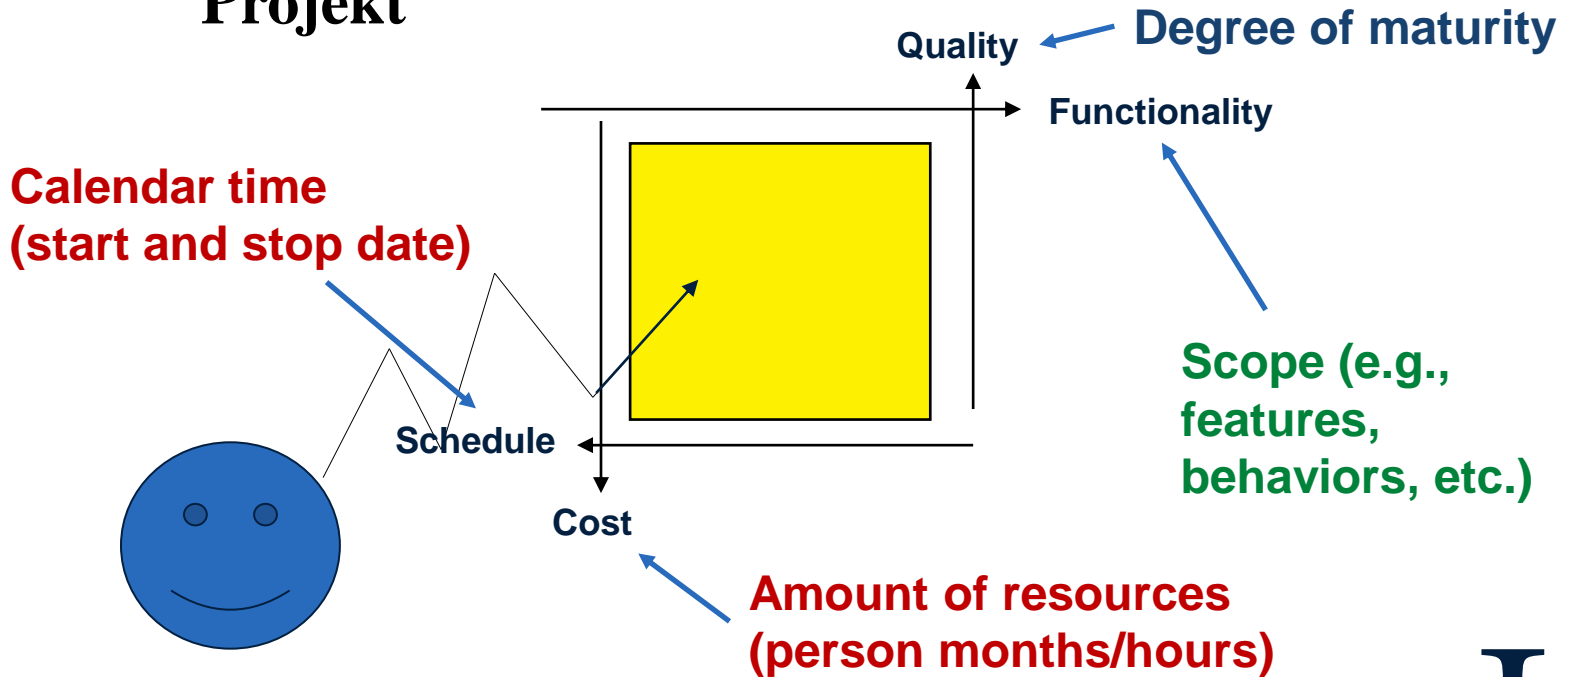 Projekt
Quality
Degree of maturity
Functionality
Calendar time
(start and stop date)
Scope (e.g.,
features,
behaviors, etc.)
Schedule
Cost
Amount of resources
(person months/hours)